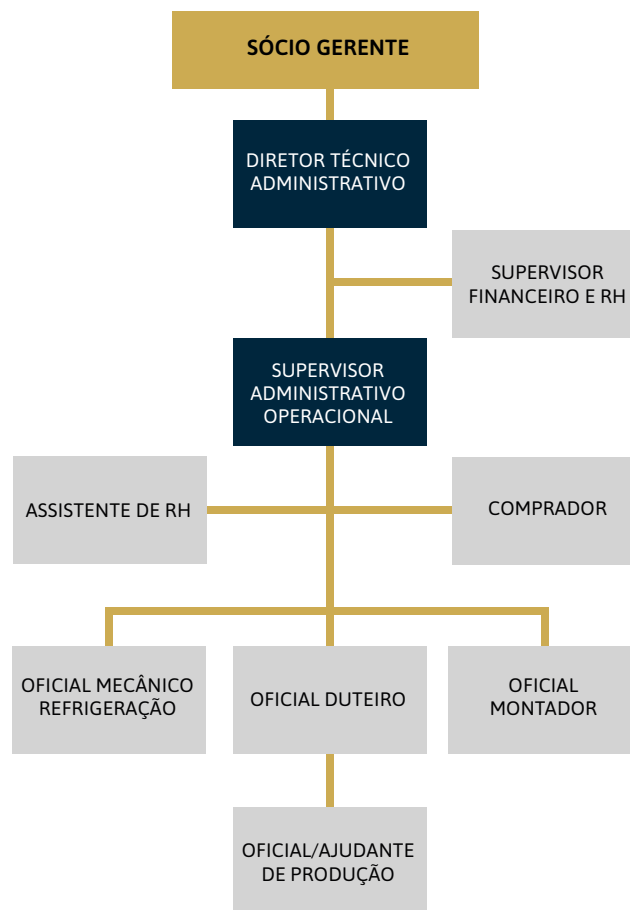 SÓCIO GERENTE
DIRETOR TÉCNICO
ADMINISTRATIVO
SUPERVISOR
FINANCEIRO E RH
SUPERVISOR
ADMINISTRATIVO
OPERACIONAL
ASSISTENTE DE RH
COMPRADOR
OFICIAL MECÂNICO
REFRIGERAÇÃO
OFICIAL DUTEIRO
OFICIAL
MONTADOR
OFICIAL/AJUDANTE
DE PRODUÇÃO